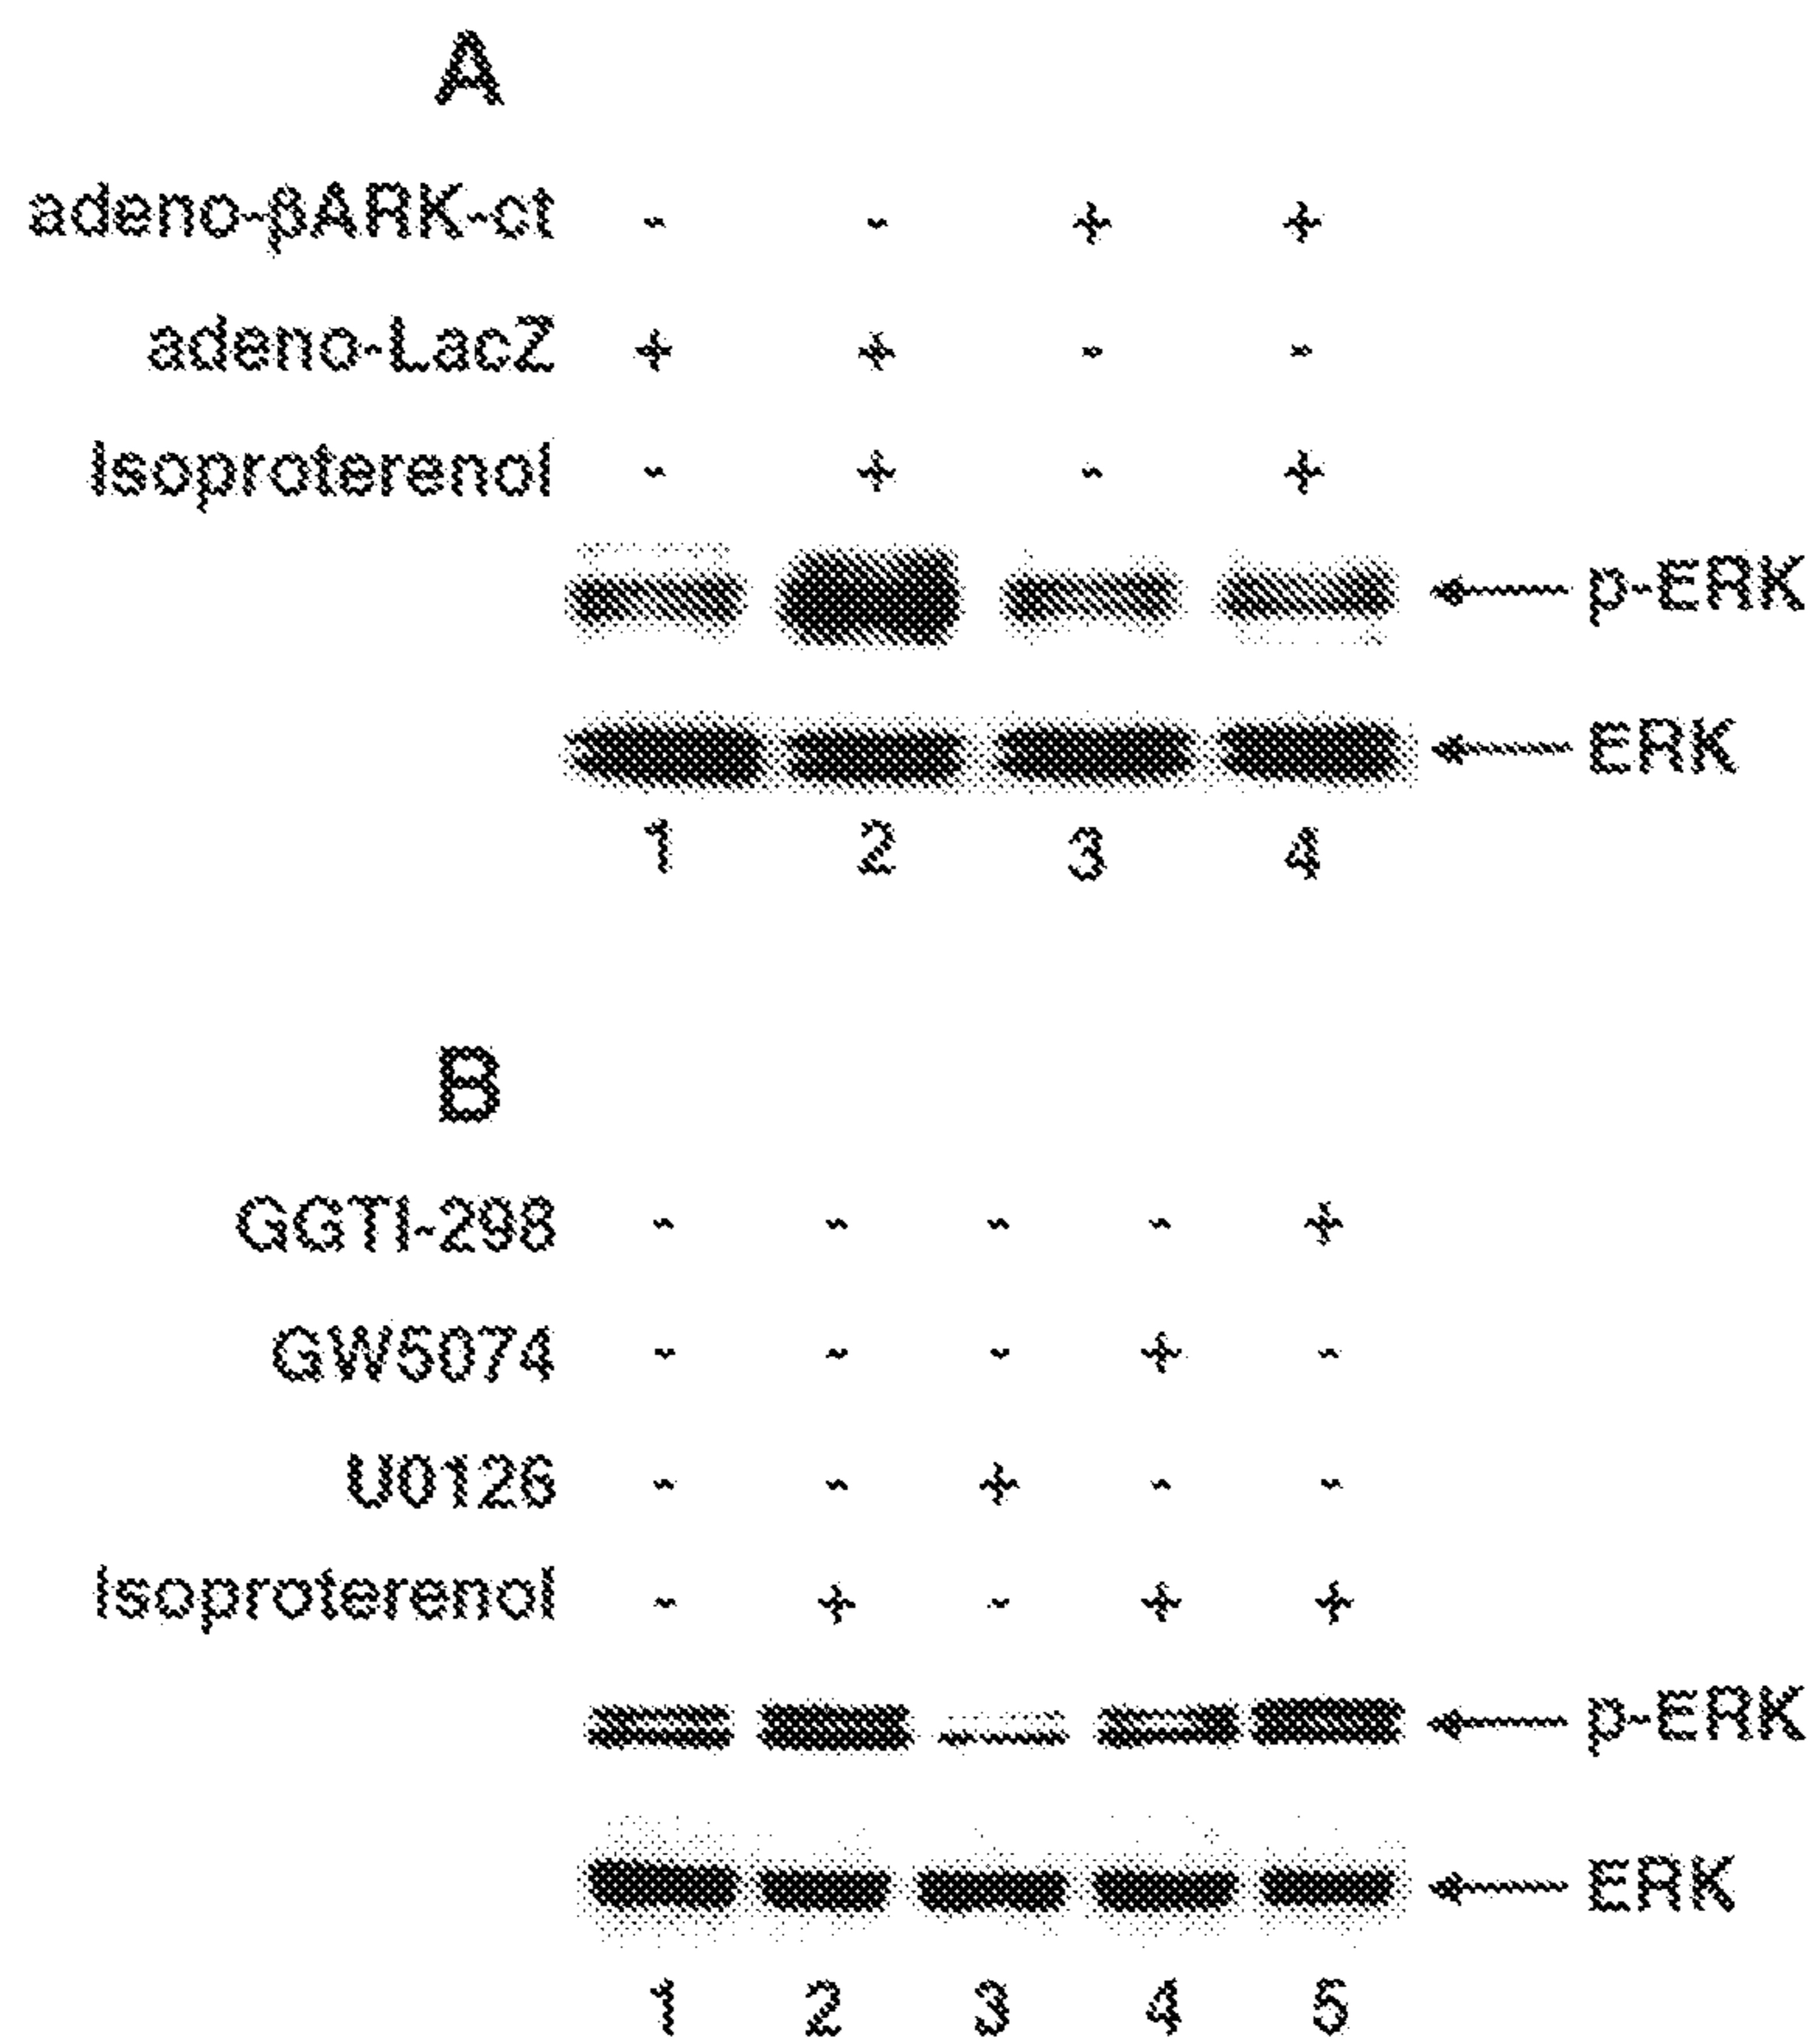 A
adeno-βARK-ct - - + +
adeno-LacZ + + - -
Isoproterenol - + - +
p-ERK
ERK
1 2 3 4
B
GGTI-298 - - - - +
GW5074 - - - + -
U0126 - - + - -
Isoproterenol - + - + +
p-ERK
ERK
1 2 3 4 5